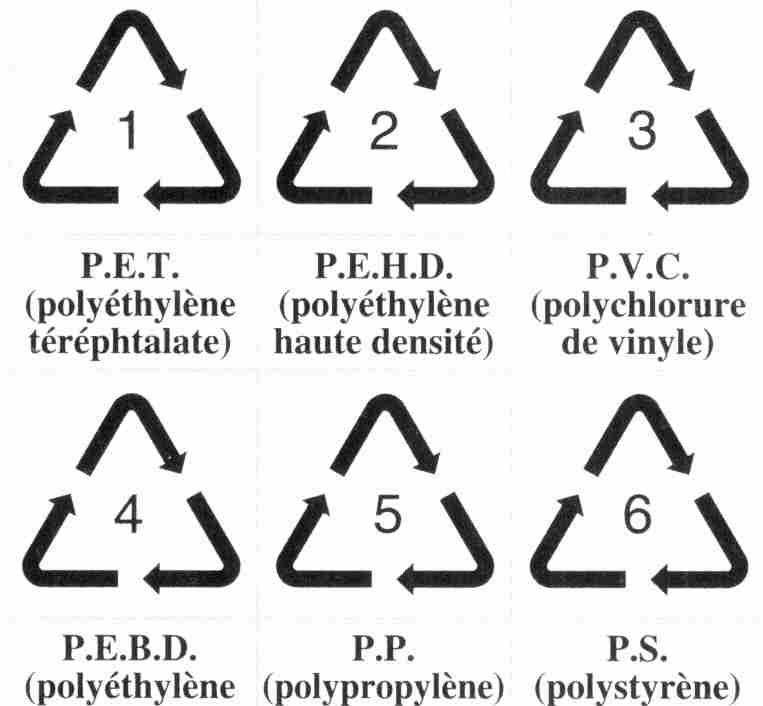 1 2 3
P.E.T. P.E.H.D. P.V.C.
(polyéthylène (polyéthylène (polychlorure
téréphtalate) haute densité) de vinyle)
4 5 6
P.E.B.D. P.P. P.S.
(polyéthylène (polypropylène) (polystyrène)